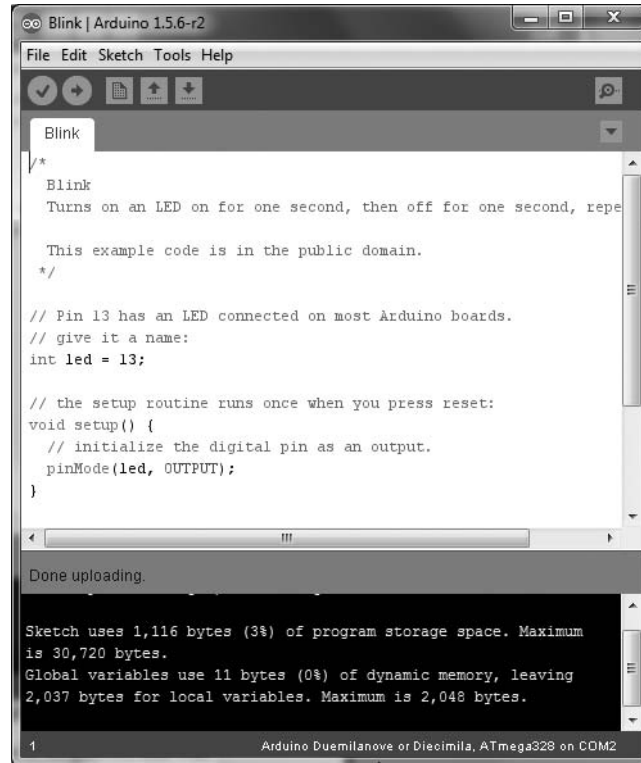 Blink | Arduino 1.5.6-r2
File Edit Sketch Tools Help
Blink
/*
Blink
Turns on an LED on for one second, then off for one second, repe
This example code is in the public domain.
*/
// Pin 13 has an LED connected on most Arduino boards.
// give it a name:
int led = 13;
// the setup routine runs once when you press reset:
void setup() {
// initialize the digital pin as an output.
pinMode(led, OUTPUT);
}
Done uploading.
Sketch uses 1,116 bytes (3%) of program storage space. Maximum
is 30,720 bytes.
Global variables use 11 bytes (0%) of dynamic memory, leaving
2,037 bytes for local variables. Maximum is 2,048 bytes.
1 Arduino Duemilanove or Diecimila, ATmega328 on COM2